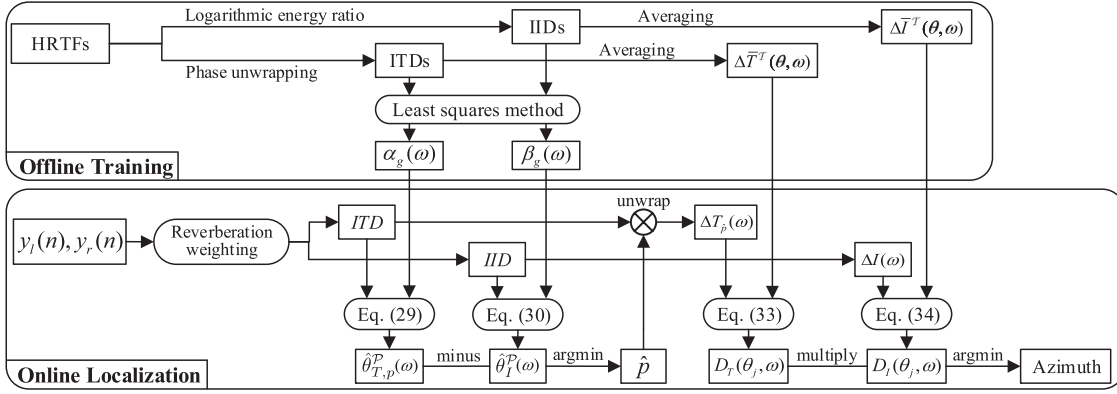 HRTFs
Logarithmic energy ratio
Phase unwrapping
IIDs
Averaging
ΔI̅^𝒯(θ,ω)
ITDs
Averaging
ΔT̅^𝒯(θ,ω)
Least squares method
α_g(ω)
β_g(ω)
Offline Training
y_l(n), y_r(n)
Reverberation
weighting
ITD
unwrap
ΔT_p̂(ω)
IID
ΔI(ω)
Eq. (29)
Eq. (30)
Eq. (33)
Eq. (34)
θ̂^𝒫_{T,p}(ω)
minus
θ̂^𝒫_I(ω)
argmin
p̂
D_T(θ_j,ω)
multiply
D_I(θ_j,ω)
argmin
Azimuth
Online Localization